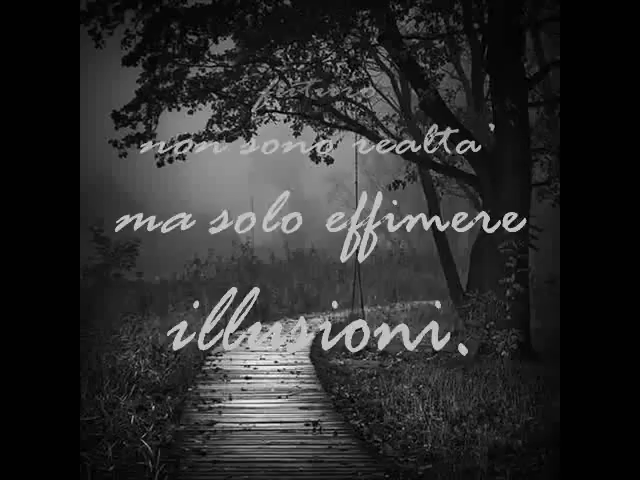 futuro
non sono realta'
ma solo effimere
illusioni.